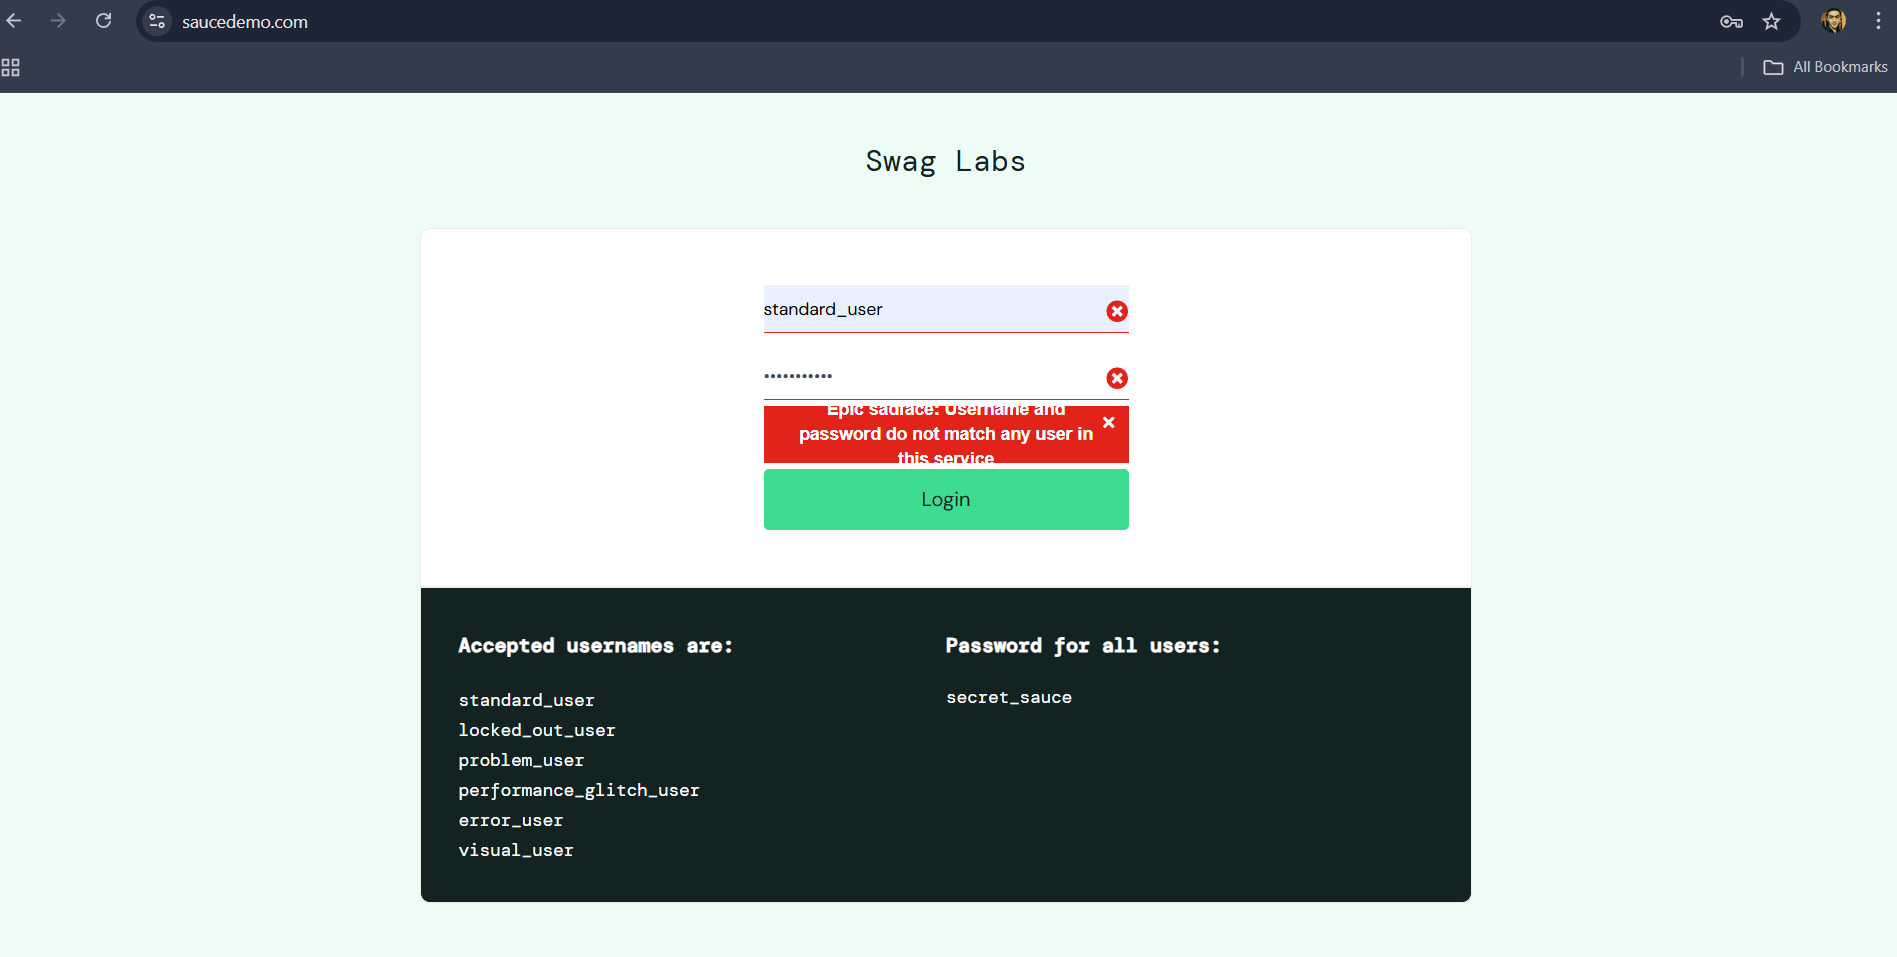 saucedemo.com
All Bookmarks
Swag Labs
standard_user
•••••••••••
Epic sadface: Username and
password do not match any user in
this service
Login
Accepted usernames are:
standard_user
locked_out_user
problem_user
performance_glitch_user
error_user
visual_user
Password for all users:
secret_sauce